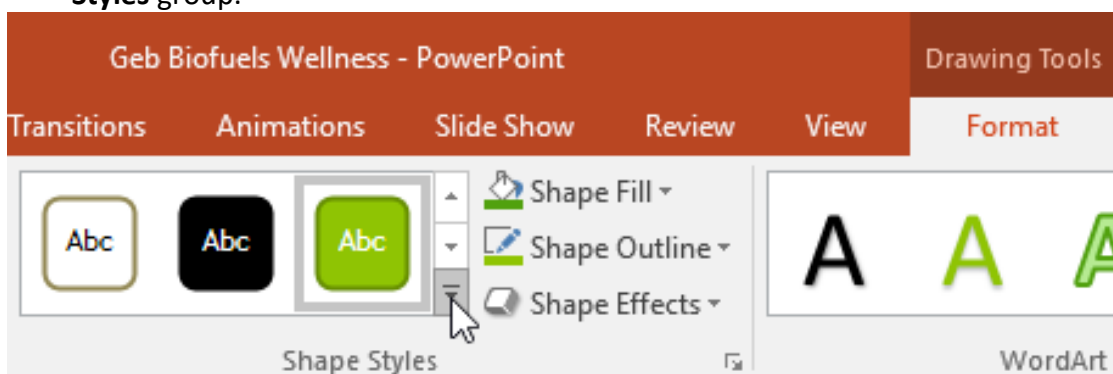 Styles group.
Geb Biofuels Wellness - PowerPoint
Drawing Tools
Transitions Animations Slide Show Review View Format
Abc Abc Abc
Shape Fill
Shape Outline
Shape Effects
A A A
Shape Styles
WordArt